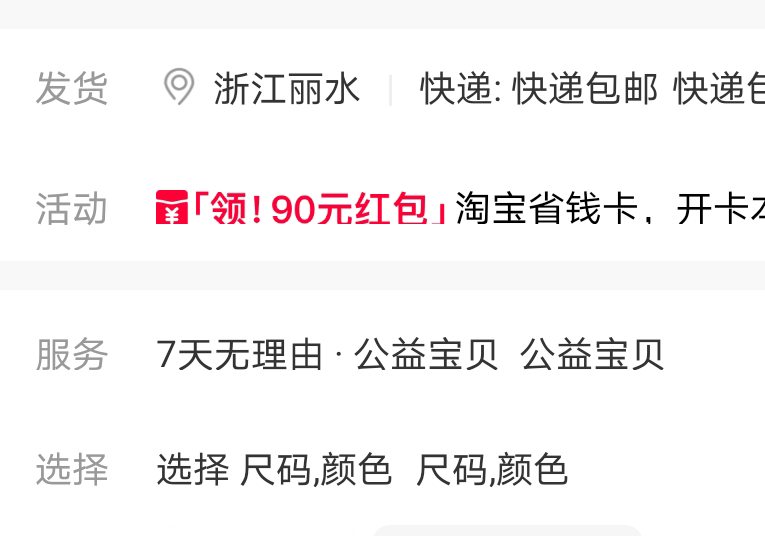 发货 浙江丽水 快递: 快递包邮 快递包
活动 「领! 90元红包」淘宝省钱卡，开卡本
服务 7天无理由 · 公益宝贝 公益宝贝
选择 选择 尺码,颜色 尺码,颜色